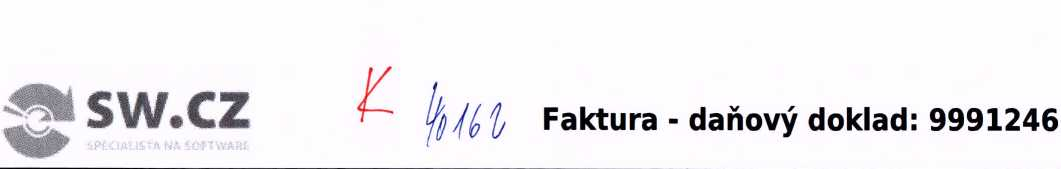 SW.CZ
SPECIALISTA NA SOFTWARE
K
40162
Faktura - daňový doklad: 9991246